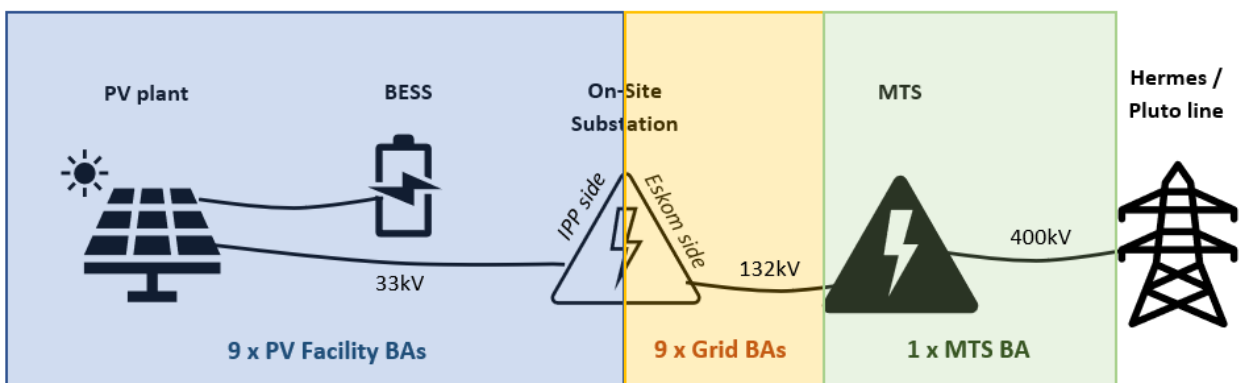 PV plant
BESS
On-Site
Substation
MTS
Hermes /
Pluto line
IPP side
Eskom side
33kV
132kV
400kV
9 x PV Facility BAs
9 x Grid BAs
1 x MTS BA